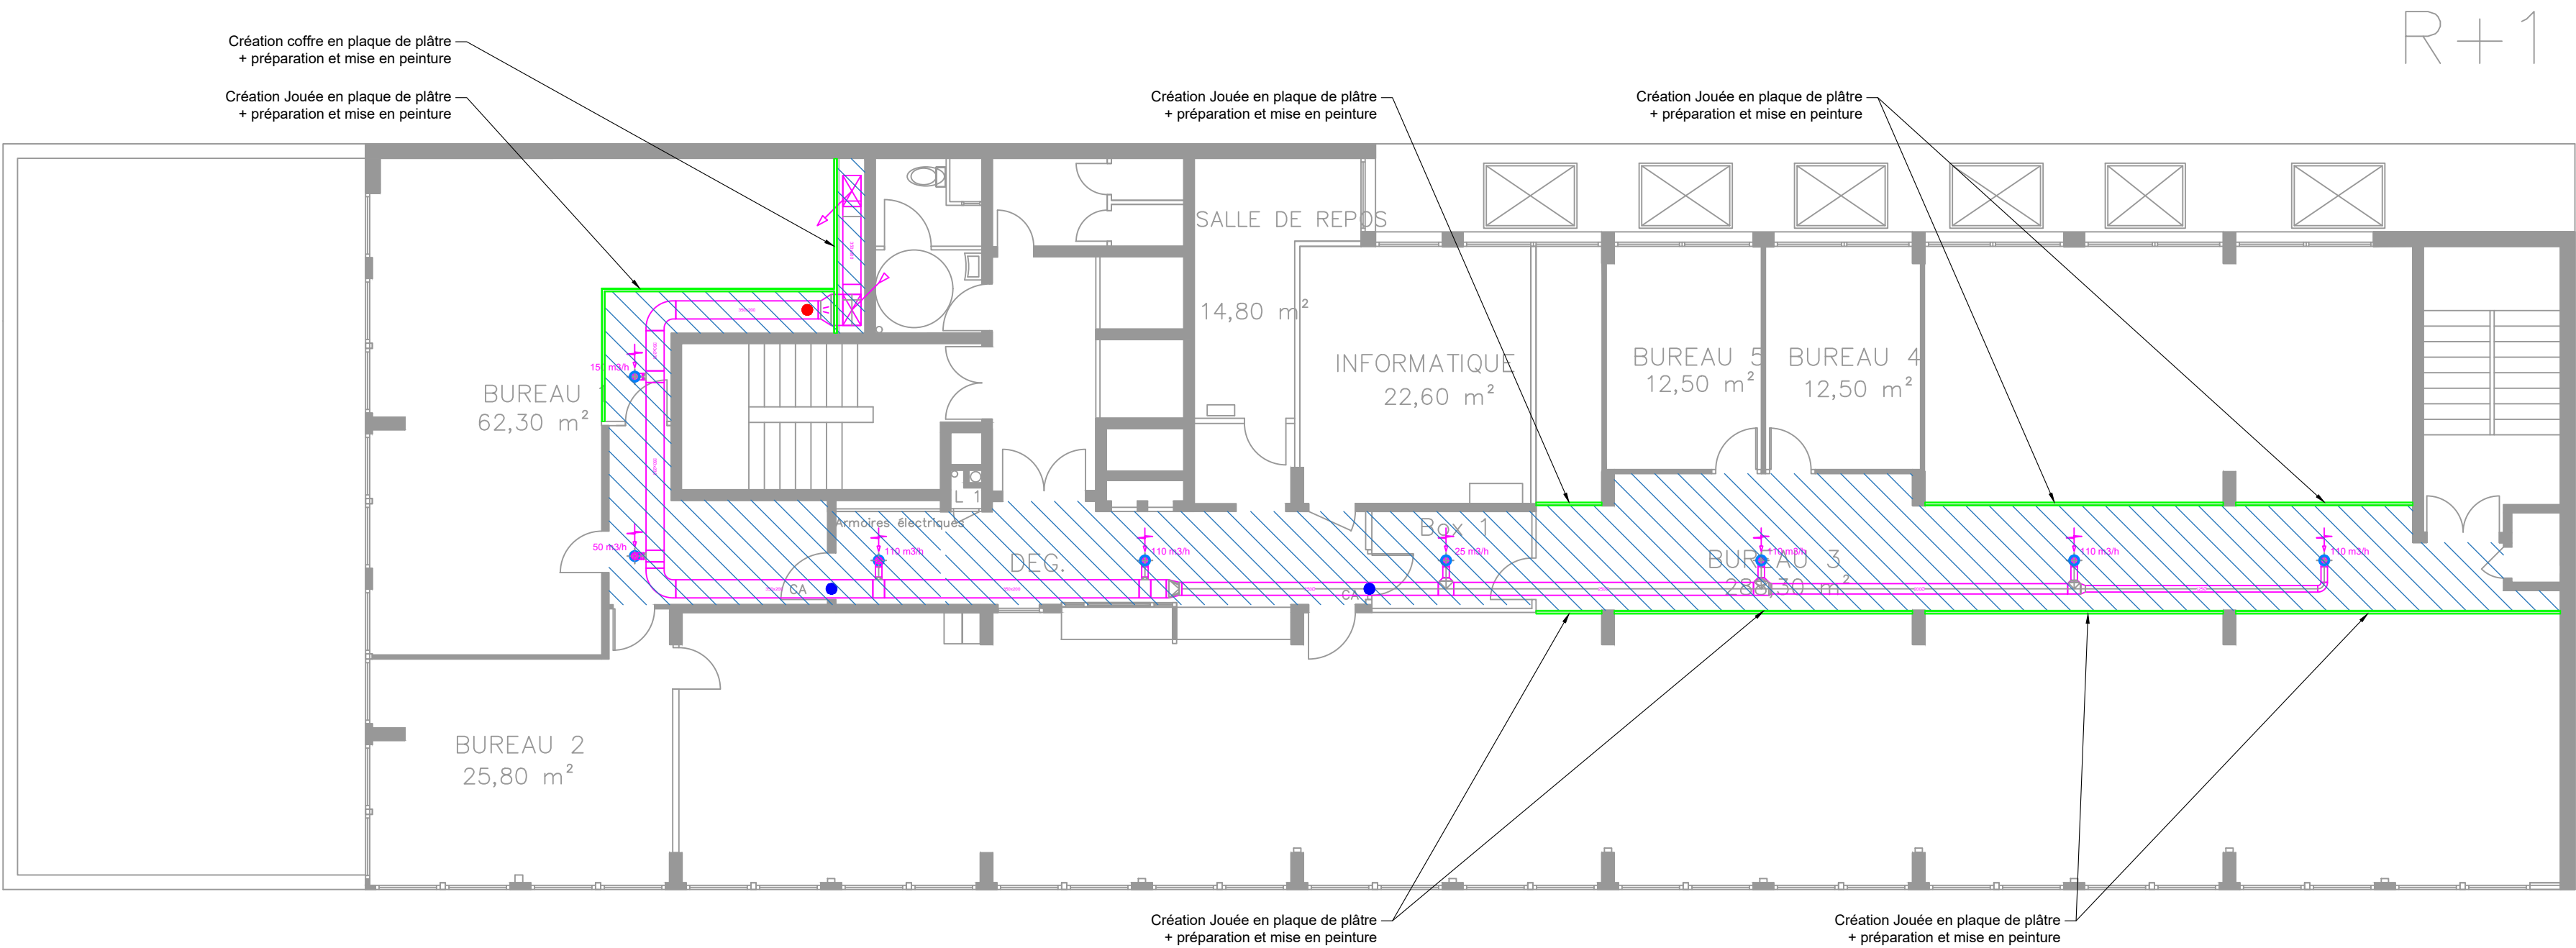 R+1
Création coffre en plaque de plâtre
+ préparation et mise en peinture
Création Jouée en plaque de plâtre
+ préparation et mise en peinture
Création Jouée en plaque de plâtre
+ préparation et mise en peinture
Création Jouée en plaque de plâtre
+ préparation et mise en peinture
SALLE DE REPOS
14,80 m²
INFORMATIQUE
22,60 m²
BUREAU 5
12,50 m²
BUREAU 4
12,50 m²
150 m3/h
BUREAU
62,30 m²
L 1
Armoires électriques
Box 1
50 m3/h
110 m3/h
110 m3/h
25 m3/h
110 m3/h
110 m3/h
110 m3/h
DEG.
BUREAU 3
CA
CA
BUREAU 2
25,80 m²
Création Jouée en plaque de plâtre
+ préparation et mise en peinture
Création Jouée en plaque de plâtre
+ préparation et mise en peinture